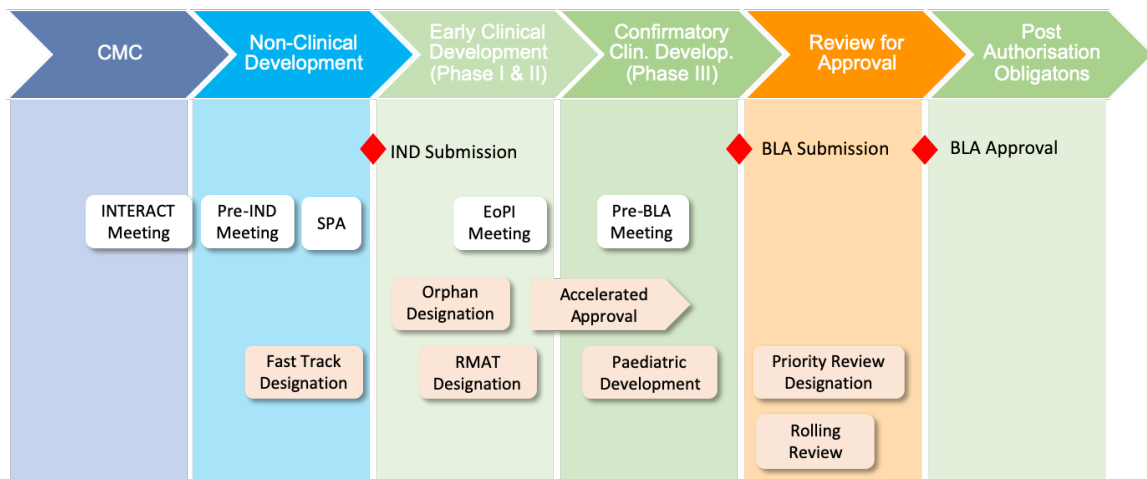 CMC
Non-Clinical
Development
Early Clinical
Development
(Phase I & II)
Confirmatory
Clin. Develop.
(Phase III)
Review for
Approval
Post
Authorisation
Obligatons
IND Submission
BLA Submission
BLA Approval
INTERACT
Meeting
Pre-IND
Meeting
SPA
EoPI
Meeting
Pre-BLA
Meeting
Orphan
Designation
Accelerated
Approval
Fast Track
Designation
RMAT
Designation
Paediatric
Development
Priority Review
Designation
Rolling
Review